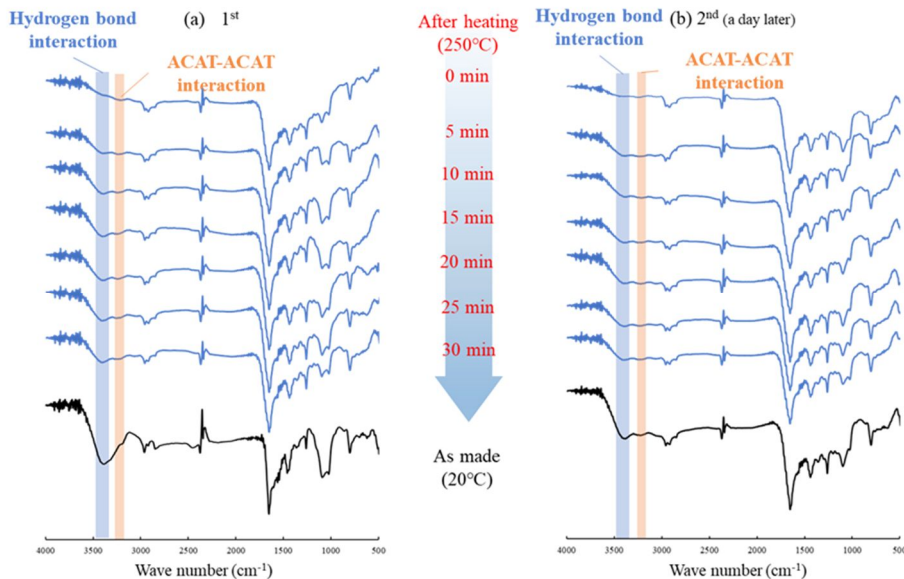 (a) 1st
Hydrogen bond
interaction
ACAT-ACAT
interaction
4000 3500 3000 2500 2000 1500 1000 500
Wave number (cm-1)
After heating
(250°C)
0 min
5 min
10 min
15 min
20 min
25 min
30 min
As made
(20°C)
(b) 2nd (a day later)
Hydrogen bond
interaction
ACAT-ACAT
interaction
4000 3500 3000 2500 2000 1500 1000 500
Wave number (cm-1)